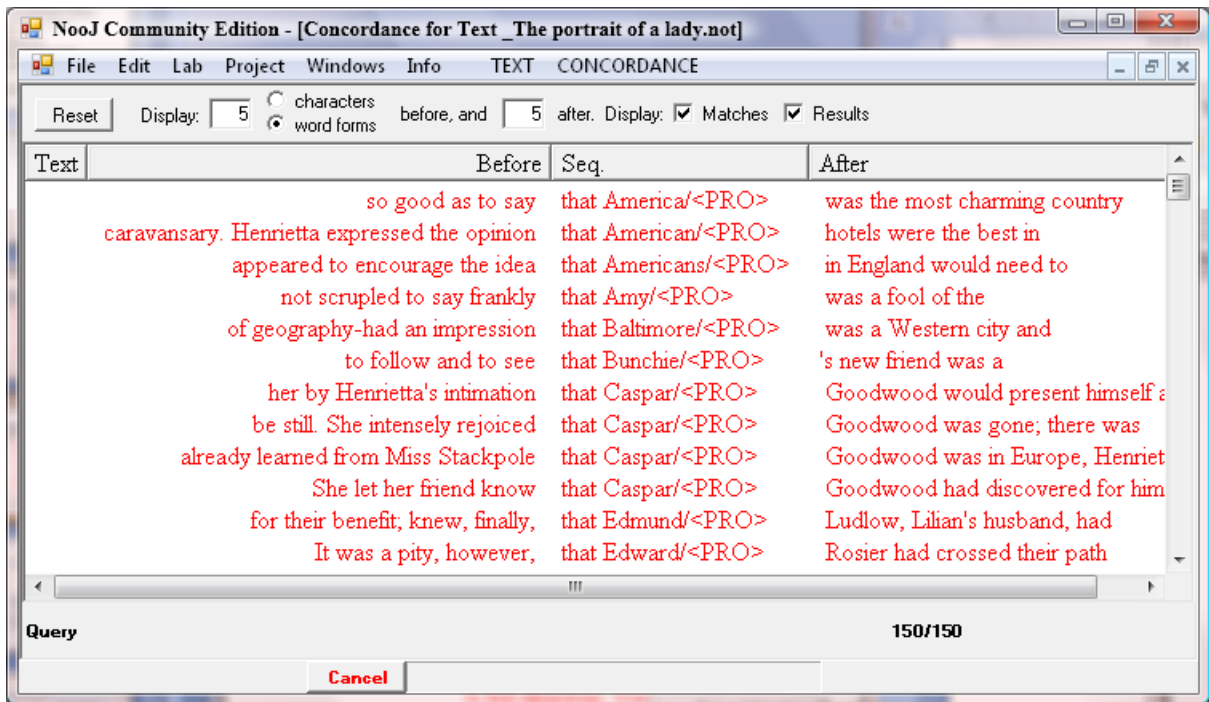 NooJ Community Edition - [Concordance for Text _The portrait of a lady.not]
File Edit Lab Project Windows Info TEXT CONCORDANCE
Reset Display: 5 characters word forms before, and 5 after. Display: Matches Results
Text Before Seq. After
so good as to say that America/<PRO> was the most charming country
caravansary. Henrietta expressed the opinion that American/<PRO> hotels were the best in
appeared to encourage the idea that Americans/<PRO> in England would need to
not scrupled to say frankly that Amy/<PRO> was a fool of the
of geography-had an impression that Baltimore/<PRO> was a Western city and
to follow and to see that Bunchie/<PRO> 's new friend was a
her by Henrietta's intimation that Caspar/<PRO> Goodwood would present himself a
be still. She intensely rejoiced that Caspar/<PRO> Goodwood was gone; there was
already learned from Miss Stackpole that Caspar/<PRO> Goodwood was in Europe, Henriet
She let her friend know that Caspar/<PRO> Goodwood had discovered for him
for their benefit; knew, finally, that Edmund/<PRO> Ludlow, Lilian's husband, had
It was a pity, however, that Edward/<PRO> Rosier had crossed their path
Query 150/150
Cancel